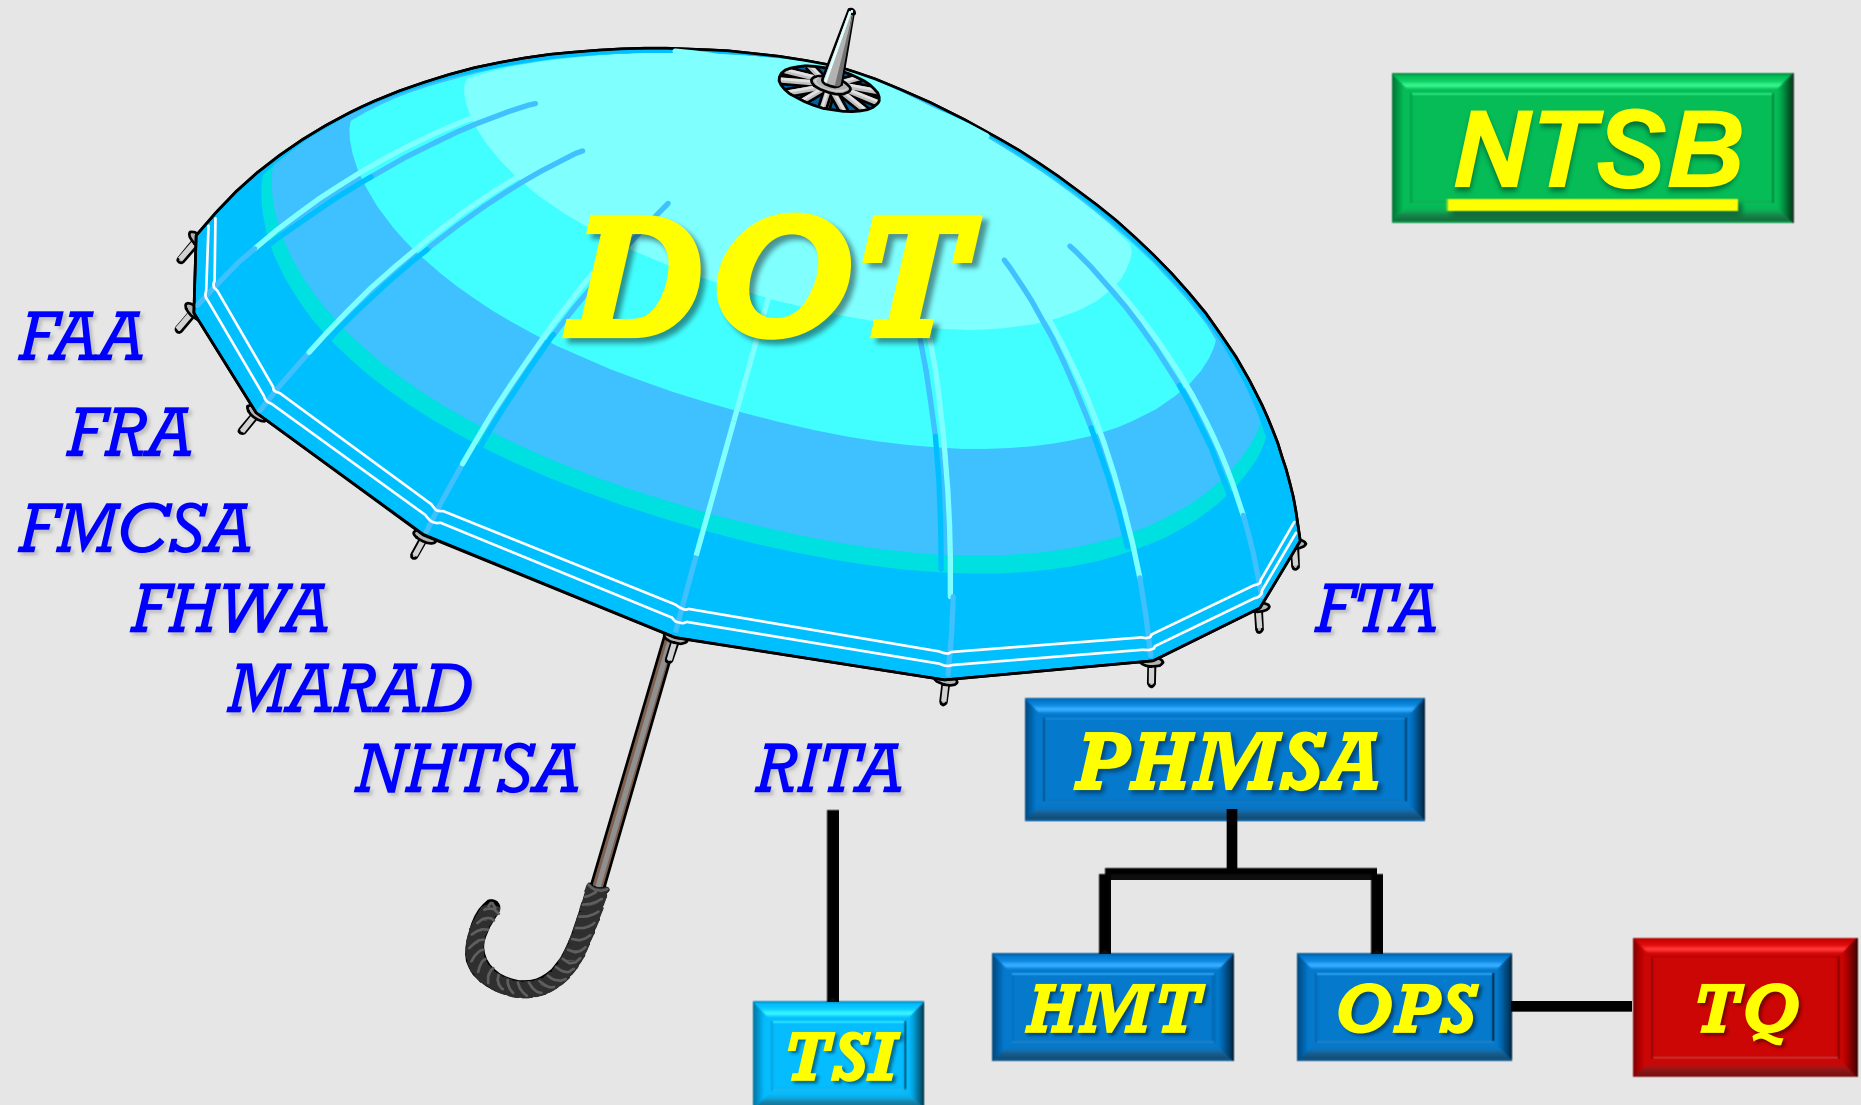 NTSB
DOT
FAA
FRA
FMCSA
FHWA
FTA
MARAD
NHTSA
RITA
PHMSA
HMT
OPS
TQ
TSI